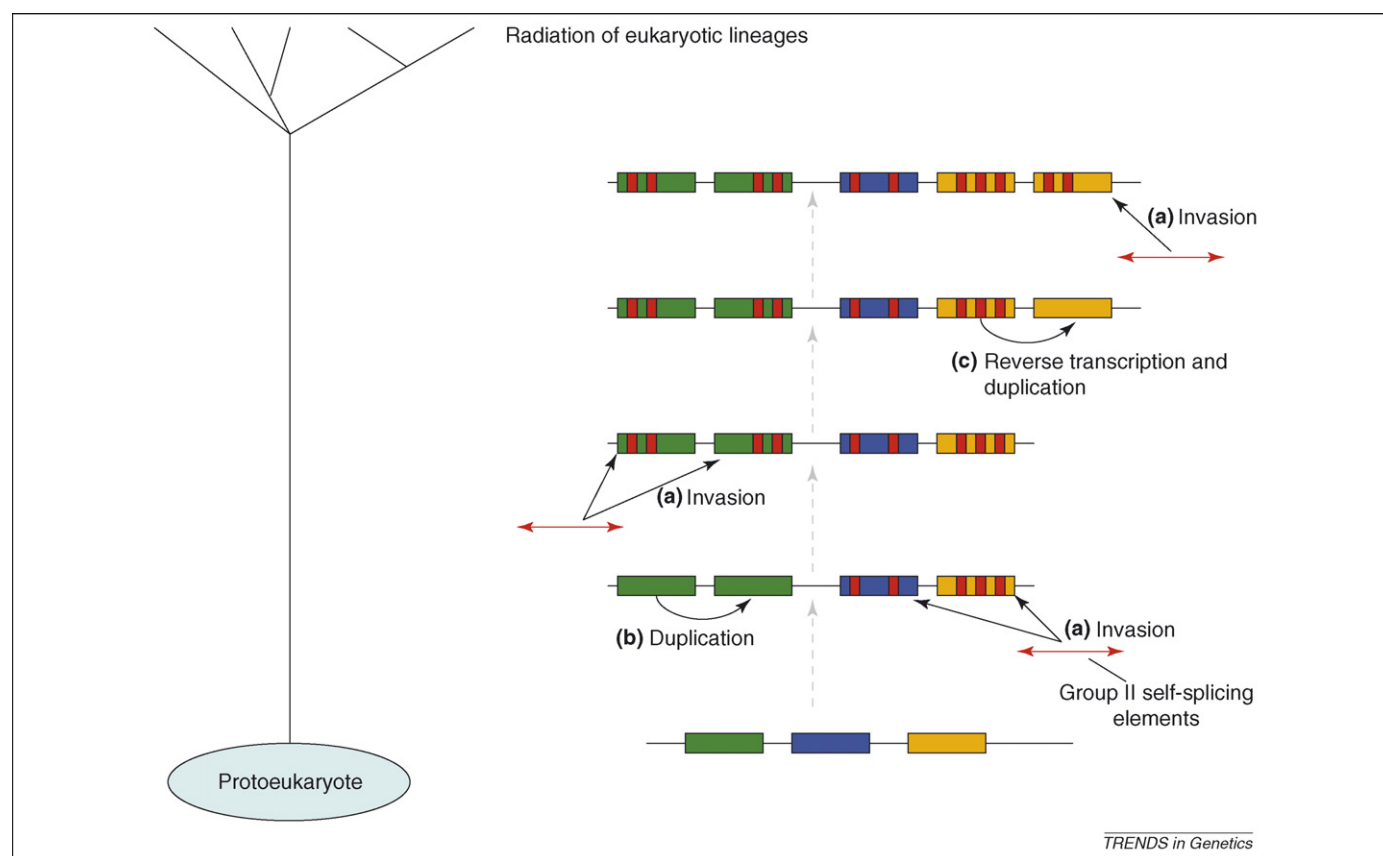 Radiation of eukaryotic lineages
(a) Invasion
(c) Reverse transcription and
duplication
(a) Invasion
(b) Duplication
(a) Invasion
Group II self-splicing
elements
Protoeukaryote
TRENDS in Genetics